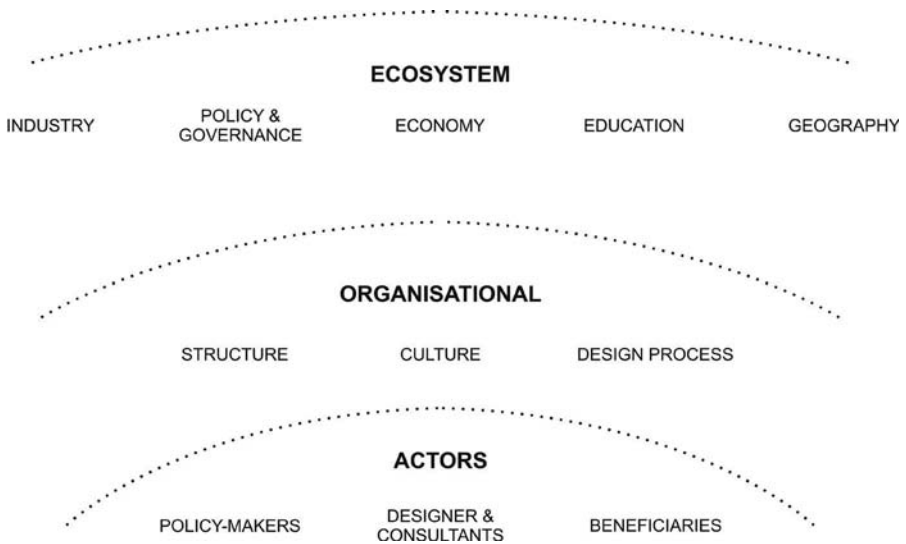 ECOSYSTEM
INDUSTRY
POLICY &
GOVERNANCE
ECONOMY
EDUCATION
GEOGRAPHY
ORGANISATIONAL
STRUCTURE
CULTURE
DESIGN PROCESS
ACTORS
POLICY-MAKERS
DESIGNER &
CONSULTANTS
BENEFICIARIES